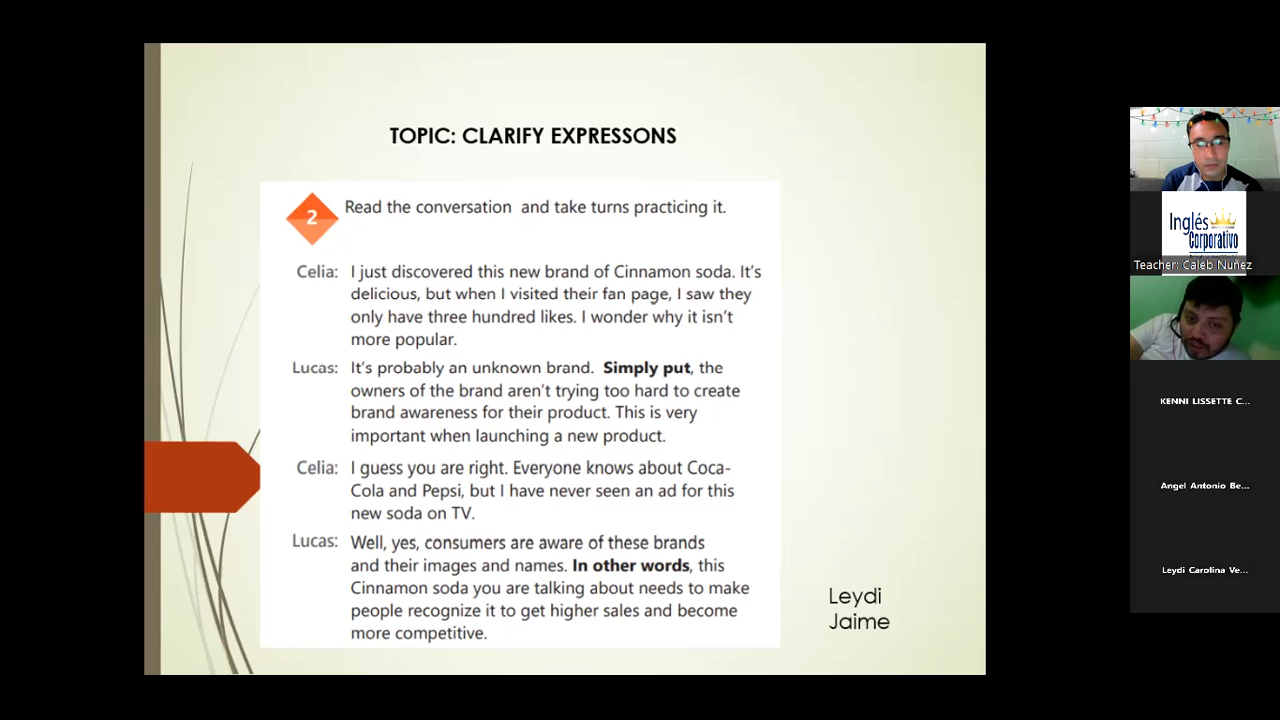 TOPIC: CLARIFY EXPRESSONS
2
Read the conversation and take turns practicing it.
Celia: I just discovered this new brand of Cinnamon soda. It's
delicious, but when I visited their fan page, I saw they
only have three hundred likes. I wonder why it isn't
more popular.
Lucas: It's probably an unknown brand. Simply put, the
owners of the brand aren't trying too hard to create
brand awareness for their product. This is very
important when launching a new product.
Celia: I guess you are right. Everyone knows about Coca-
Cola and Pepsi, but I have never seen an ad for this
new soda on TV.
Lucas: Well, yes, consumers are aware of these brands
and their images and names. In other words, this
Cinnamon soda you are talking about needs to make
people recognize it to get higher sales and become
more competitive.
Leydi
Jaime
Inglés
Corporativo
Teacher: Caleb Nuñez
KENNI LISSETTE C...
Angel Antonio Be...
Leydi Carolina Ve...